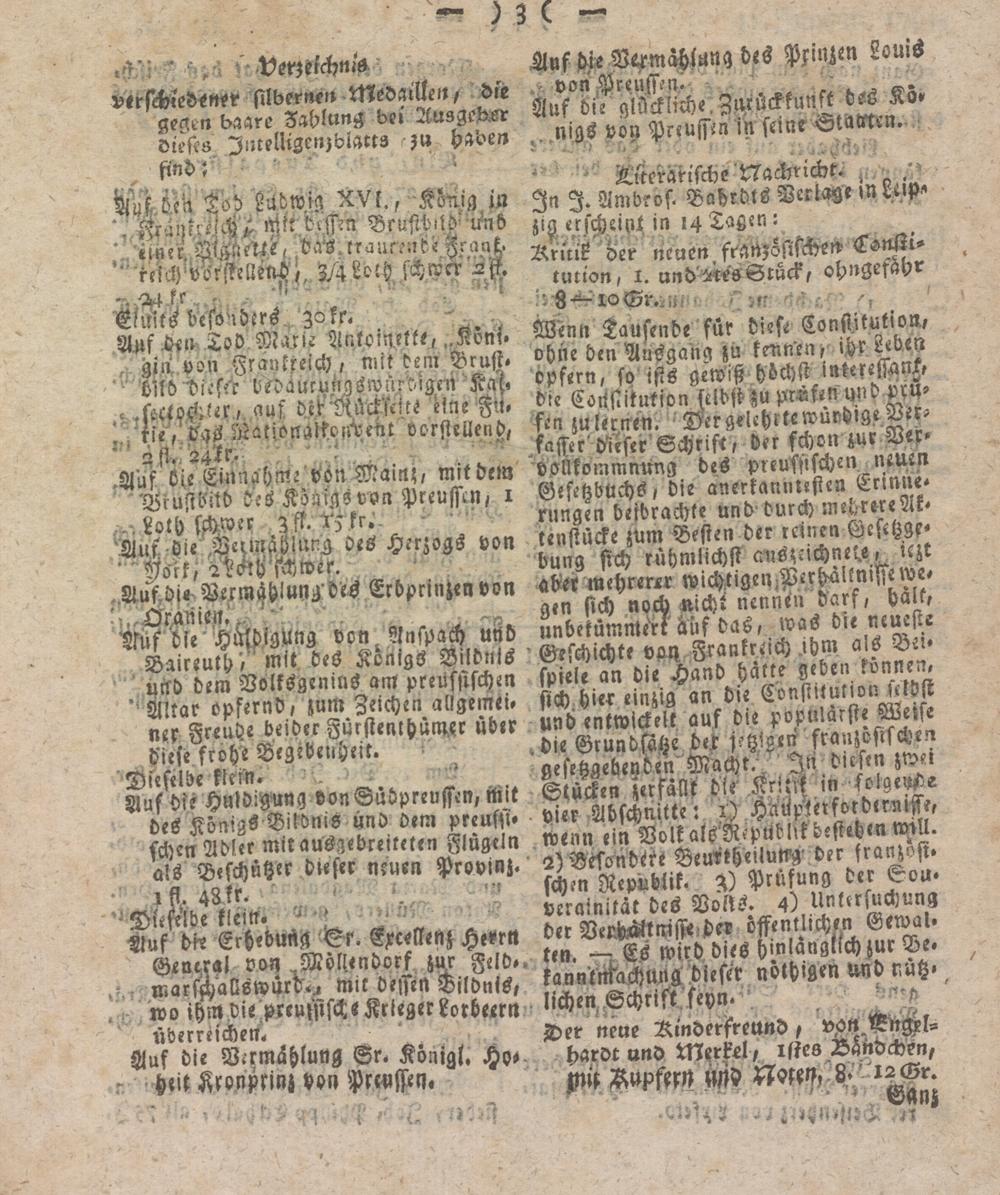 — )3( —
Verzeichnis
verschiedener silbernen Medaillen, die
gegen baare Zahlung bei Ausgeber
dieses Intelligenzblatts zu haben
sind:
Auf den Tod Ludwig XVI., König in
Frankreich, mit dessen Brustbild und
einer Vignette, das traurende Frank-
reich vorstellend, 3/4 Loth schwer 2 fl.
24 kr.
Etuits besonders 30 kr.
Auf den Tod Marie Antoinette, Köni-
gin von Frankreich, mit dem Brust-
bild dieser bedaurungswürdigen Kai-
sertochter, auf der Rückseite eine Fu-
rie, das Nationalkonvent vorstellend,
2 fl. 24 kr.
Auf die Einnahme von Mainz, mit dem
Brustbild des Königs von Preussen, 1
Loth schwer 3 fl. 15 kr.
Auf die Vermählung des Herzogs von
York, 2 Loth schwer.
Auf die Vermählung des Erbprinzen von
Oranien.
Auf die Huldigung von Anspach und
Baireuth, mit des Königs Bildnis
und dem Volksgenius am preussischen
Altar opfernd, zum Zeichen allgemei-
ner Freude beider Fürstenthümer über
diese frohe Begebenheit.
Dieselbe klein.
Auf die Huldigung von Südpreussen, mit
des Königs Bildnis und dem preussi-
schen Adler mit ausgebreiteten Flügeln
als Beschützer dieser neuen Provinz.
1 fl. 48 kr.
Dieselbe klein.
Auf die Erhebung Sr. Excellenz Herrn
General von Möllendorf zur Feld-
marschallswürde, mit dessen Bildnis,
wo ihm die preussische Krieger Lorbeern
überreichen.
Auf die Vermählung Sr. Königl. Ho-
heit Kronprinz von Preussen.
Auf die Vermählung des Prinzen Louis
von Preussen.
Auf die glückliche Zurückkunft des Kö-
nigs von Preussen in seine Staaten.
Literarische Nachricht.
In J. Ambros. Bahrdts Verlage in Leip-
zig erscheint in 14 Tagen:
Kritik der neuen französischen Consti-
tution, 1. und 2tes Stück, ohngefähr
8—10 Gr.
Wenn Tausende für diese Constitution,
ohne den Ausgang zu kennen, ihr Leben
opfern, so ists gewiß höchst interessant,
die Constitution selbst zu prüfen und prü-
fen zu lernen. Der gelehrte würdige Ver-
fasser dieser Schrift, der schon zur Ver-
vollkommnung des preussischen neuen
Gesetzbuchs, die anerkanntesten Erinne-
rungen beibrachte und durch mehrere Ak-
tenstücke zum Besten der reinen Gesetzge-
bung sich rühmlichst auszeichnete, iezt
aber mehrerer wichtigen Verhältnisse we-
gen sich noch nicht nennen darf, hält,
unbekümmert auf das, was die neueste
Geschichte von Frankreich ihm als Bei-
spiele an die Hand hätte geben können,
sich hier einzig an die Constitution selbst
und entwickelt auf die populärste Weise
die Grundsätze der jetzigen französischen
gesetzgebenden Macht. In diesen zwei
Stücken zerfällt die Kritik in folgende
vier Abschnitte: 1) Haupterfordernisse,
wenn ein Volk als Republik bestehen will.
2) Besondere Beurtheilung der französi-
schen Republik. 3) Prüfung der Sou-
verainität des Volks. 4) Untersuchung
der Verhältnisse der öffentlichen Gewal-
ten. — Es wird dies hinlänglich zur Be-
kanntmachung dieser nöthigen und nütz-
lichen Schrift seyn.
Der neue Kinderfreund, von Engel-
hardt und Merkel, 1stes Bändchen,
mit Kupfern und Noten, 8. 12 Gr.
Ganz